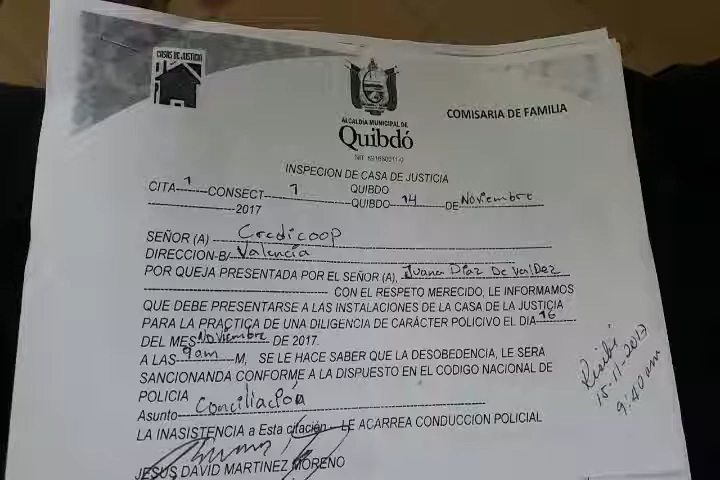 CASAS DE JUSTICIA
ALCALDIA MUNICIPAL DE
Quibdó
COMISARIA DE FAMILIA
INSPECION DE CASA DE JUSTICIA
CITA 1 CONSECT 1 QUIBDO
QUIBDO 14 DE Noviembre
2017
SEÑOR (A) Credicoop
DIRECCION-B/ Valencia
POR QUEJA PRESENTADA POR EL SEÑOR (A), Juana Diaz De Valdez
CON EL RESPETO MERECIDO, LE INFORMAMOS
QUE DEBE PRESENTARSE A LAS INSTALACIONES DE LA CASA DE LA JUSTICIA
PARA LA PRACTICA DE UNA DILIGENCIA DE CARÁCTER POLICIVO EL DIA 16
DEL MES Noviembre DE 2017.
A LAS 9am M, SE LE HACE SABER QUE LA DESOBEDENCIA, LE SERA
SANCIONANDA CONFORME A LA DISPUESTO EN EL CODIGO NACIONAL DE
POLICIA
Asunto Conciliación
LA INASISTENCIA a Esta citación LE ACARREA CONDUCCION POLICIAL
JESUS DAVID MARTINEZ MORENO
Recibí
15-11-2017
9:40am